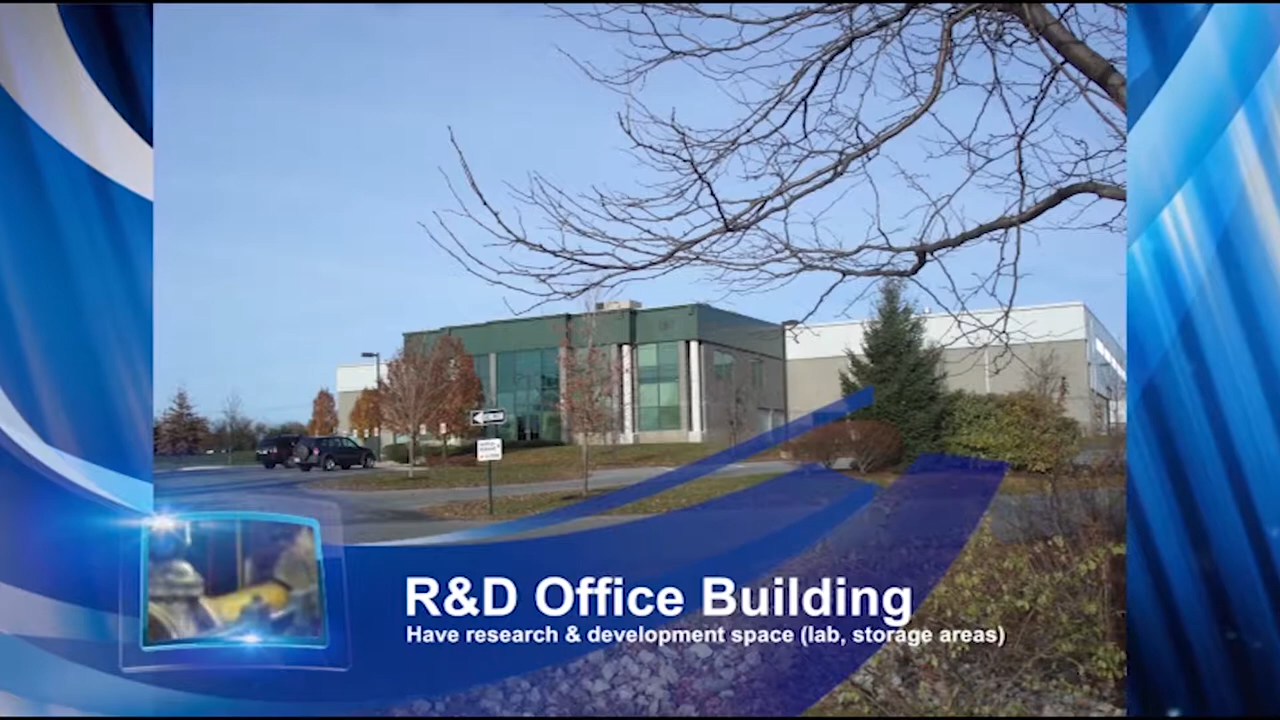 R&D Office Building
Have research & development space (lab, storage areas)